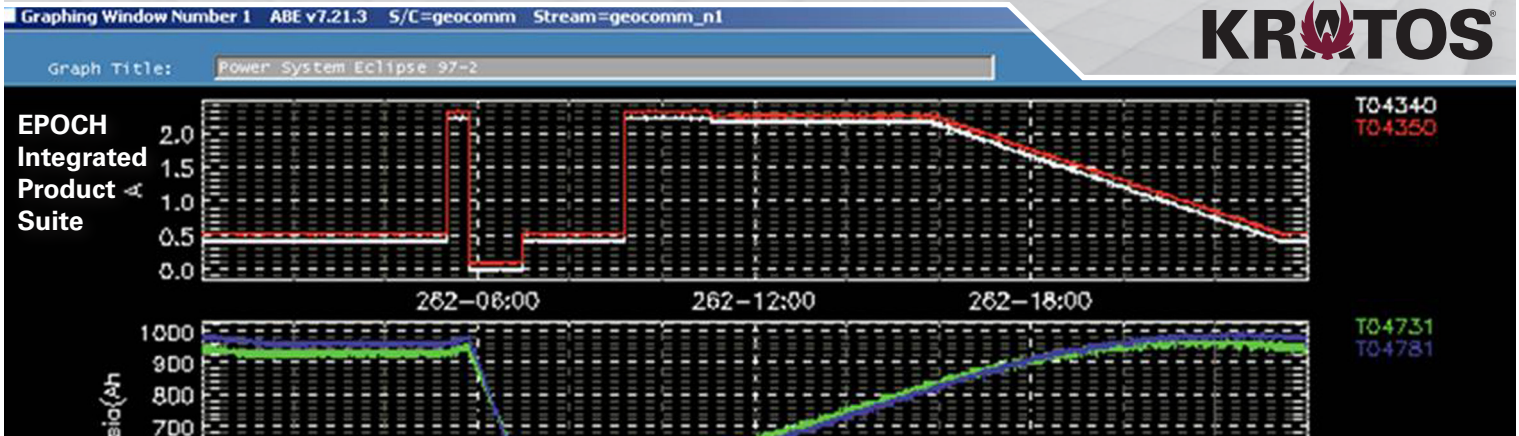 Graphing Window Number 1 ABE v7.21.3 S/C=geocomm Stream=geocomm_n1
KRATOS
Graph Title: Power System Eclipse 97-2
EPOCH
Integrated
Product
Suite
A
2.0
1.5
1.0
0.5
0.0
T04340
T04350
262-06:00 262-12:00 262-18:00
1000
900
800
700
T04731
T04781